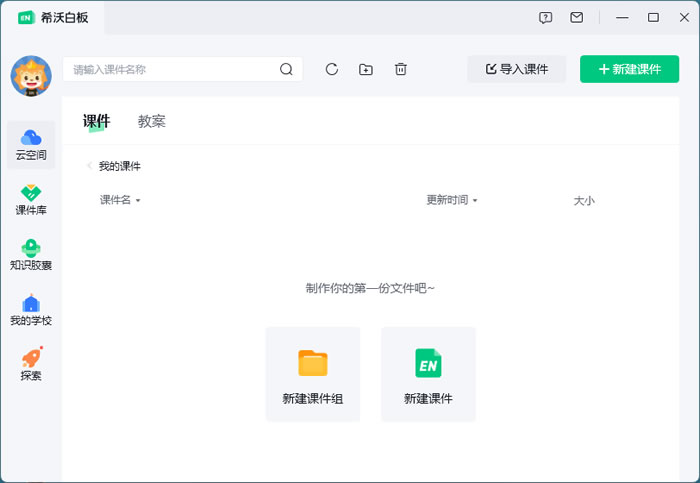 EN 希沃白板
请输入课件名称
导入课件
+ 新建课件
课件 教案
云空间
我的课件
课件名 更新时间 大小
课件库
知识胶囊
制作你的第一份文件吧~
我的学校
探索
EN
新建课件组 新建课件